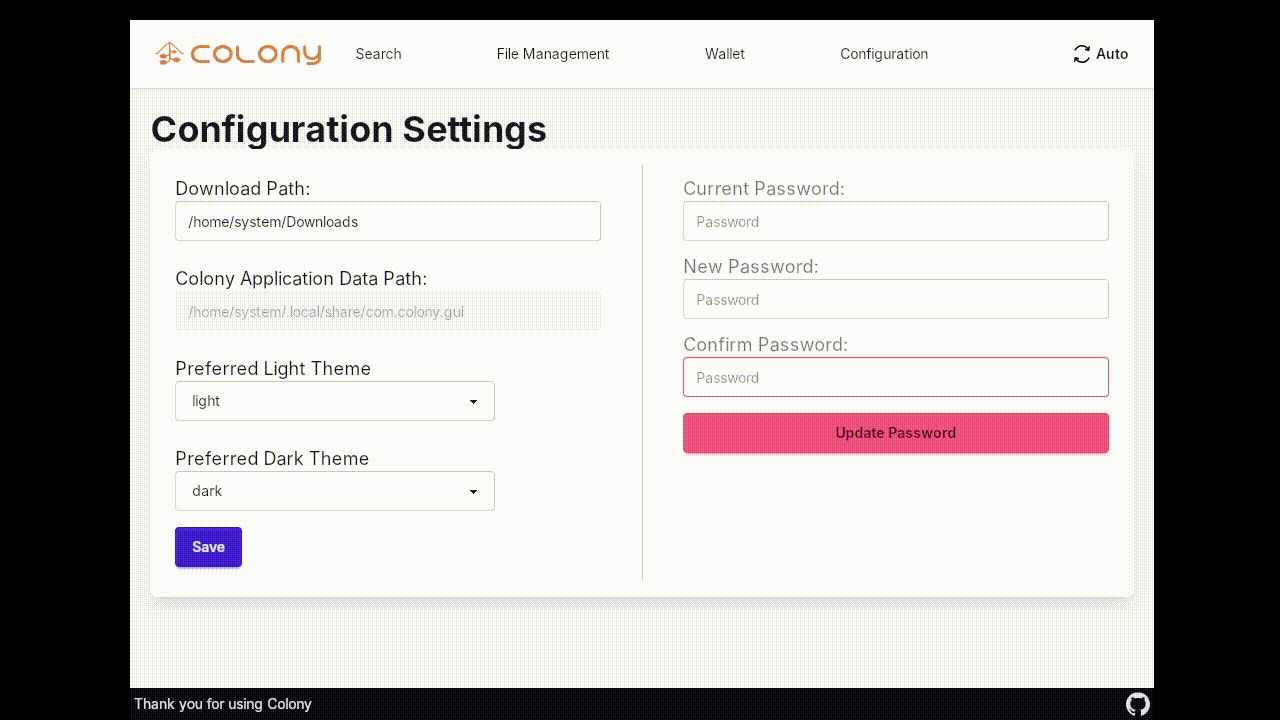 COLONY
Search
File Management
Wallet
Configuration
Auto
Configuration Settings
Download Path:
/home/system/Downloads
Colony Application Data Path:
/home/system/.local/share/com.colony.gui
Preferred Light Theme
light
Preferred Dark Theme
dark
Save
Current Password:
Password
New Password:
Password
Confirm Password:
Password
Update Password
Thank you for using Colony